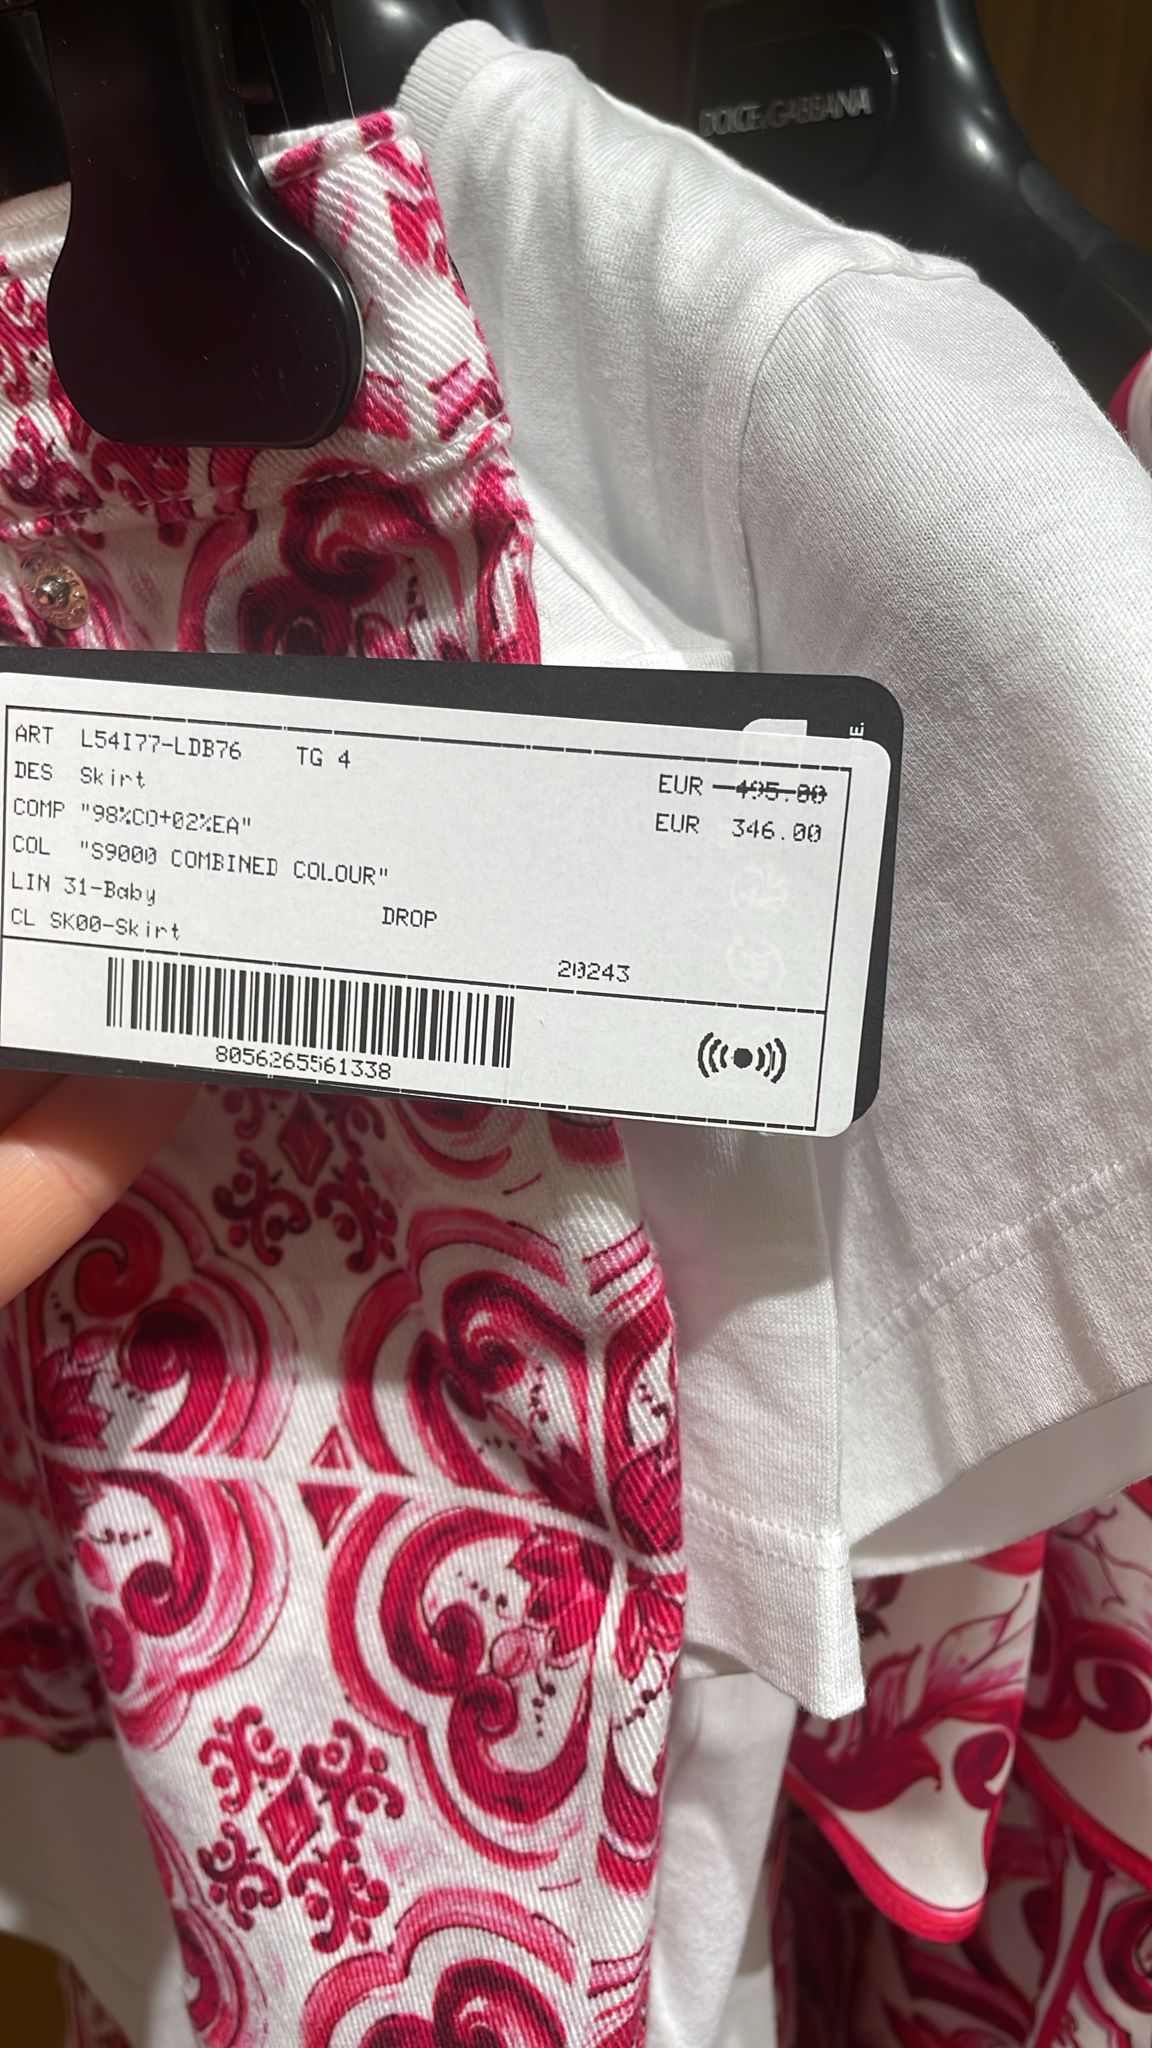 DOLCE & GABBANA
E.
ART L54I77-LDB76 TG 4
DES Skirt
EUR 495.00
COMP "98%CO+02%EA"
EUR 346.00
COL "S9000 COMBINED COLOUR"
LIN 31-Baby
DROP
CL SK00-Skirt
20243
8056265561338